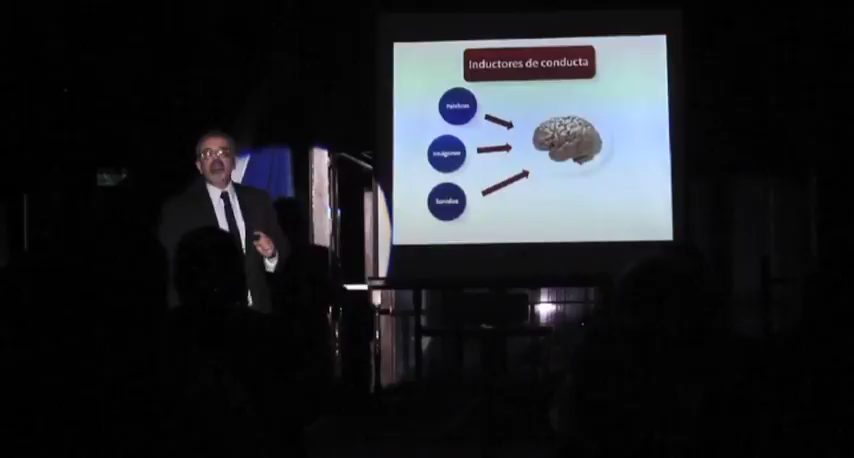 Inductores de conducta
Palabras
Imágenes
Sonidos